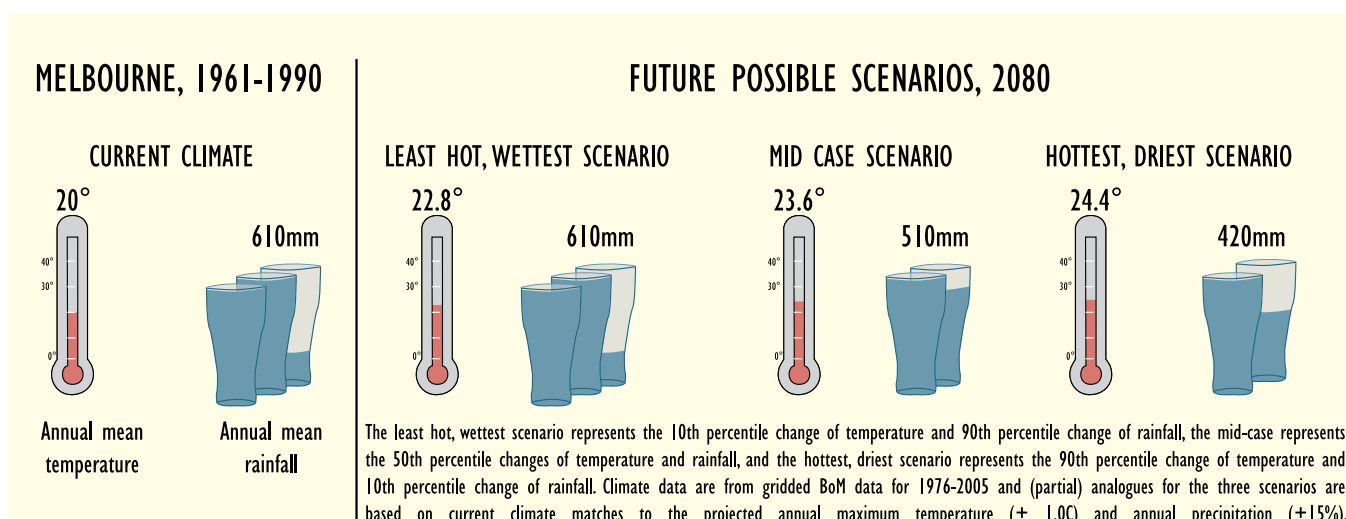 MELBOURNE, 1961-1990
CURRENT CLIMATE
20°
40°
30°
0°
610mm
Annual mean
temperature
Annual mean
rainfall
FUTURE POSSIBLE SCENARIOS, 2080
LEAST HOT, WETTEST SCENARIO
22.8°
40°
30°
0°
610mm
MID CASE SCENARIO
23.6°
40°
30°
0°
510mm
HOTTEST, DRIEST SCENARIO
24.4°
40°
30°
0°
420mm
The least hot, wettest scenario represents the 10th percentile change of temperature and 90th percentile change of rainfall, the mid-case represents
the 50th percentile changes of temperature and rainfall, and the hottest, driest scenario represents the 90th percentile change of temperature and
10th percentile change of rainfall. Climate data are from gridded BoM data for 1976-2005 and (partial) analogues for the three scenarios are
based on current climate matches to the projected annual maximum temperature (± 1.0C) and annual precipitation (±15%).